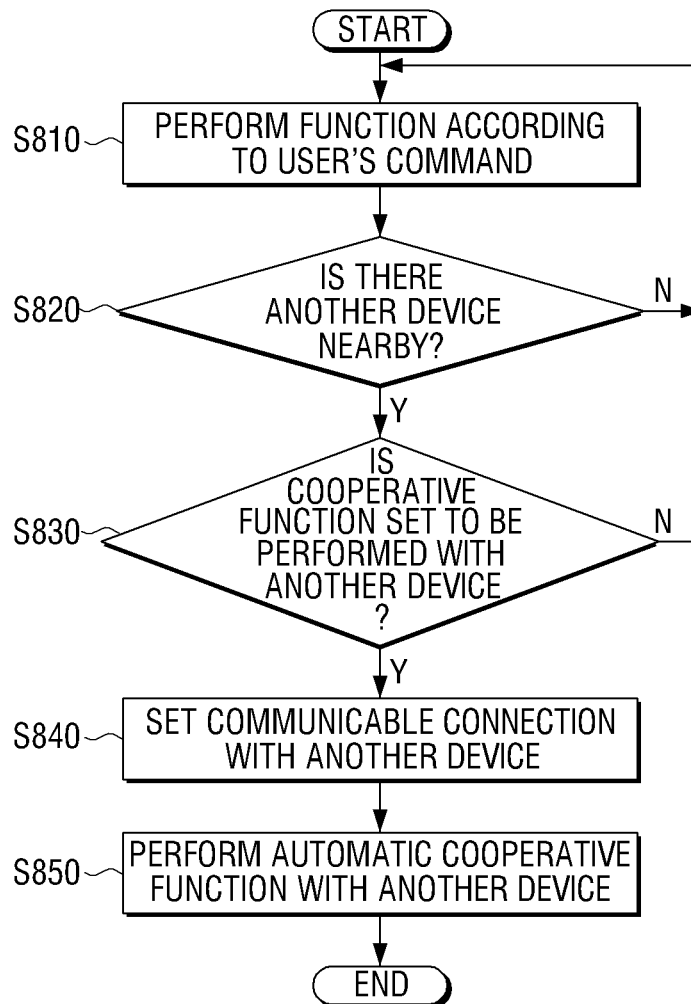 START
S810
PERFORM FUNCTION ACCORDING
TO USER'S COMMAND
S820
IS THERE
ANOTHER DEVICE
NEARBY?
N
Y
S830
IS
COOPERATIVE
FUNCTION SET TO BE
PERFORMED WITH
ANOTHER DEVICE
?
N
Y
S840
SET COMMUNICABLE CONNECTION
WITH ANOTHER DEVICE
S850
PERFORM AUTOMATIC COOPERATIVE
FUNCTION WITH ANOTHER DEVICE
END